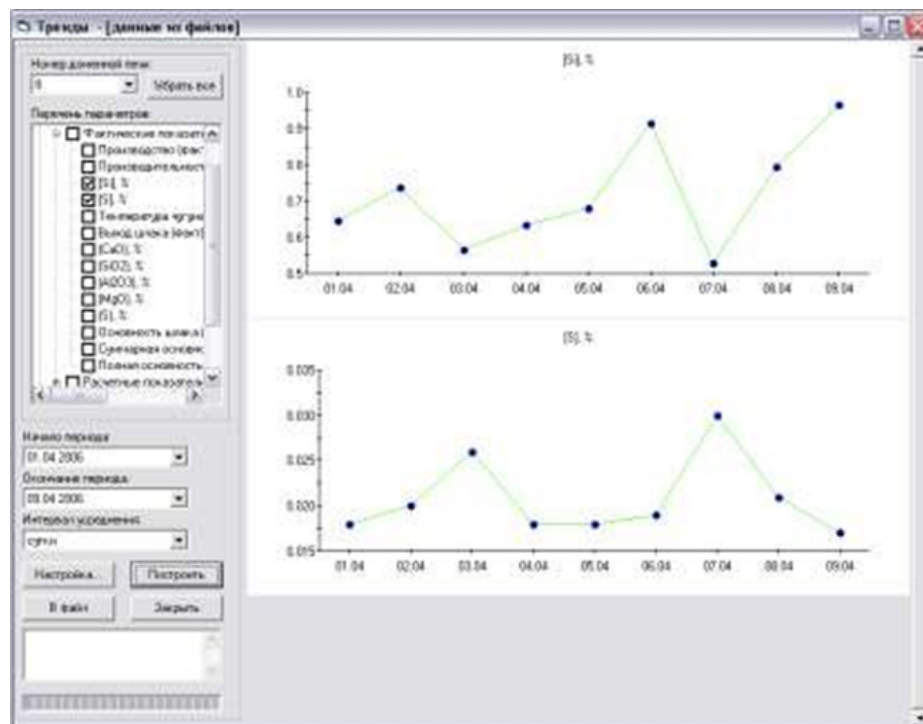 Тренды - [данные из файлов]
Номер доменной печи:
Убрать все
Перечень параметров:
Фактические показат
Производство (фак
Производительност
[Si], %
[S], %
Температура чугун
Выход шлака (факт)
(CaO), %
(SiO2), %
(Al2O3), %
(MgO), %
(S), %
Основность шлака (
Суммарная основнос
Полная основность
Расчетные показател
Начало периода:
01.04.2006
Окончание периода:
09.04.2006
Интервал усреднения:
сутки
Настройка...
Построить
В файл
Закрыть
[Si], %
1.0
0.9
0.8
0.7
0.6
0.5
01.04 02.04 03.04 04.04 05.04 06.04 07.04 08.04 09.04
[S], %
0.035
0.030
0.025
0.020
0.015
01.04 02.04 03.04 04.04 05.04 06.04 07.04 08.04 09.04